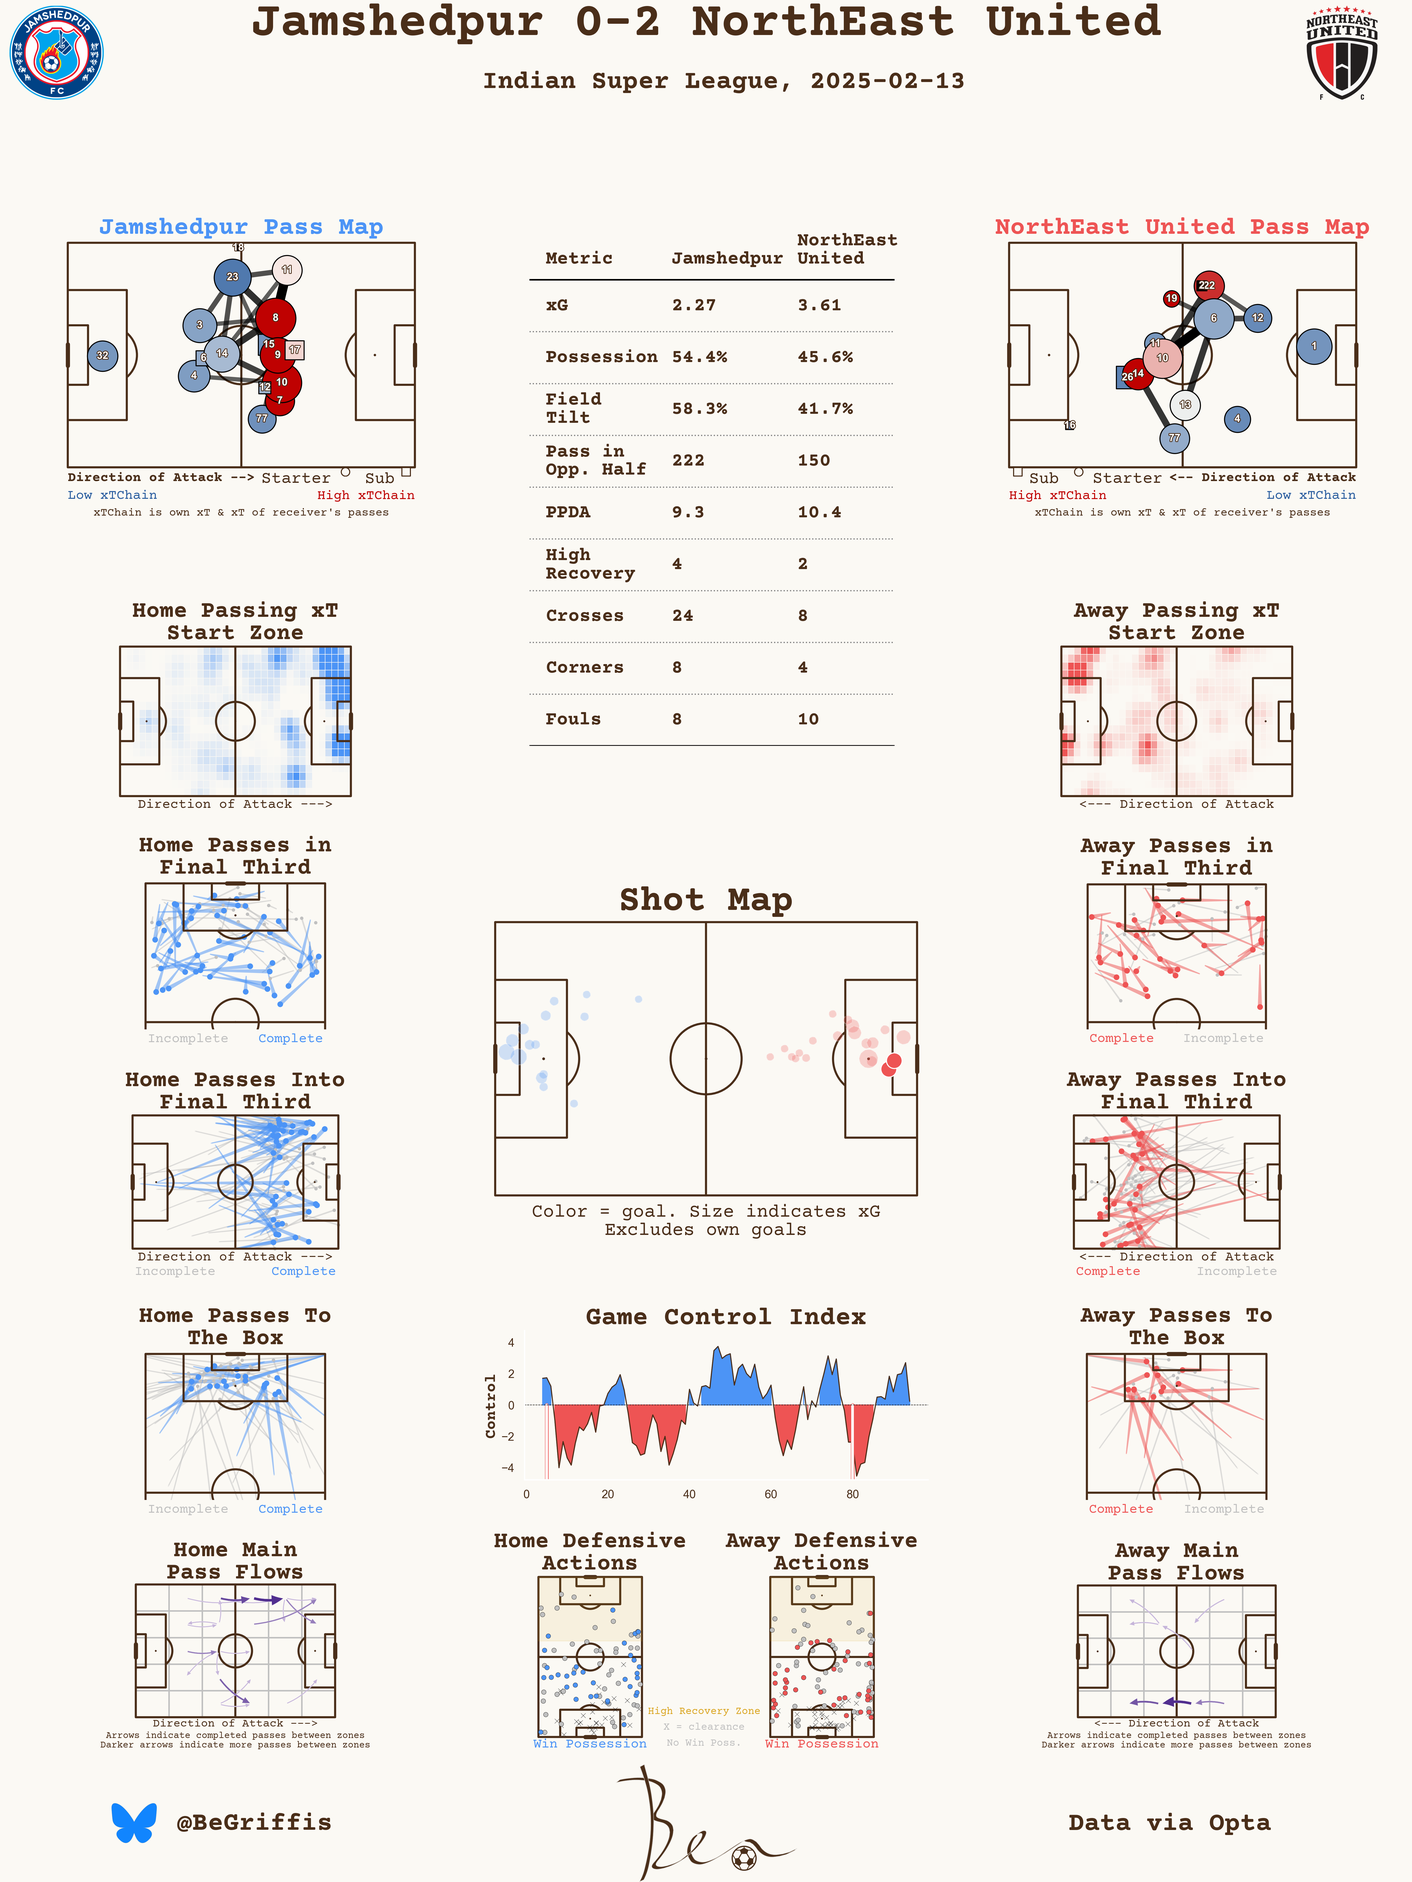 Jamshedpur 0-2 NorthEast United
Indian Super League, 2025-02-13
JAMSHEDPUR
FC
NORTHEAST
UNITED
F C
Jamshedpur Pass Map
18
23
11
3
8
15
9
17
32
6
14
4
10
12
7
77
Direction of Attack --> Starter Sub
Low xTChain High xTChain
xTChain is own xT & xT of receiver's passes
Metric Jamshedpur NorthEast United
xG 2.27 3.61
Possession 54.4% 45.6%
Field Tilt 58.3% 41.7%
Pass in Opp. Half 222 150
PPDA 9.3 10.4
High Recovery 4 2
Crosses 24 8
Corners 8 4
Fouls 8 10
NorthEast United Pass Map
222
19
6
12
11
10
1
26
14
13
4
16
77
Sub Starter <-- Direction of Attack
High xTChain Low xTChain
xTChain is own xT & xT of receiver's passes
Home Passing xT
Start Zone
Direction of Attack --->
Away Passing xT
Start Zone
<--- Direction of Attack
Home Passes in
Final Third
Incomplete Complete
Away Passes in
Final Third
Complete Incomplete
Shot Map
Color = goal. Size indicates xG
Excludes own goals
Home Passes Into
Final Third
Direction of Attack --->
Incomplete Complete
Away Passes Into
Final Third
<--- Direction of Attack
Complete Incomplete
Home Passes To
The Box
Incomplete Complete
Game Control Index
Control
4
2
0
−2
−4
0 20 40 60 80
Away Passes To
The Box
Complete Incomplete
Home Main
Pass Flows
Direction of Attack --->
Arrows indicate completed passes between zones
Darker arrows indicate more passes between zones
Home Defensive
Actions
Win Possession
High Recovery Zone
X = clearance
No Win Poss.
Away Defensive
Actions
Win Possession
Away Main
Pass Flows
<--- Direction of Attack
Arrows indicate completed passes between zones
Darker arrows indicate more passes between zones
@BeGriffis
Ben
Data via Opta